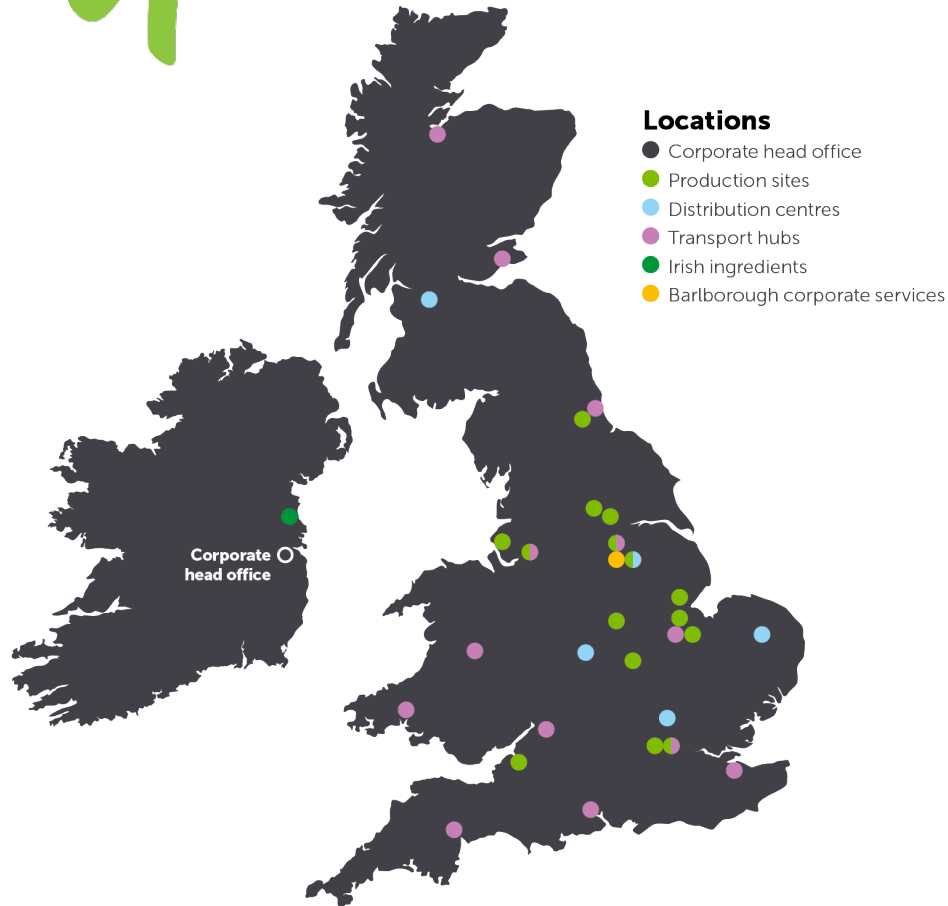 Locations
Corporate head office
Production sites
Distribution centres
Transport hubs
Irish ingredients
Barlborough corporate services
Corporate
head office